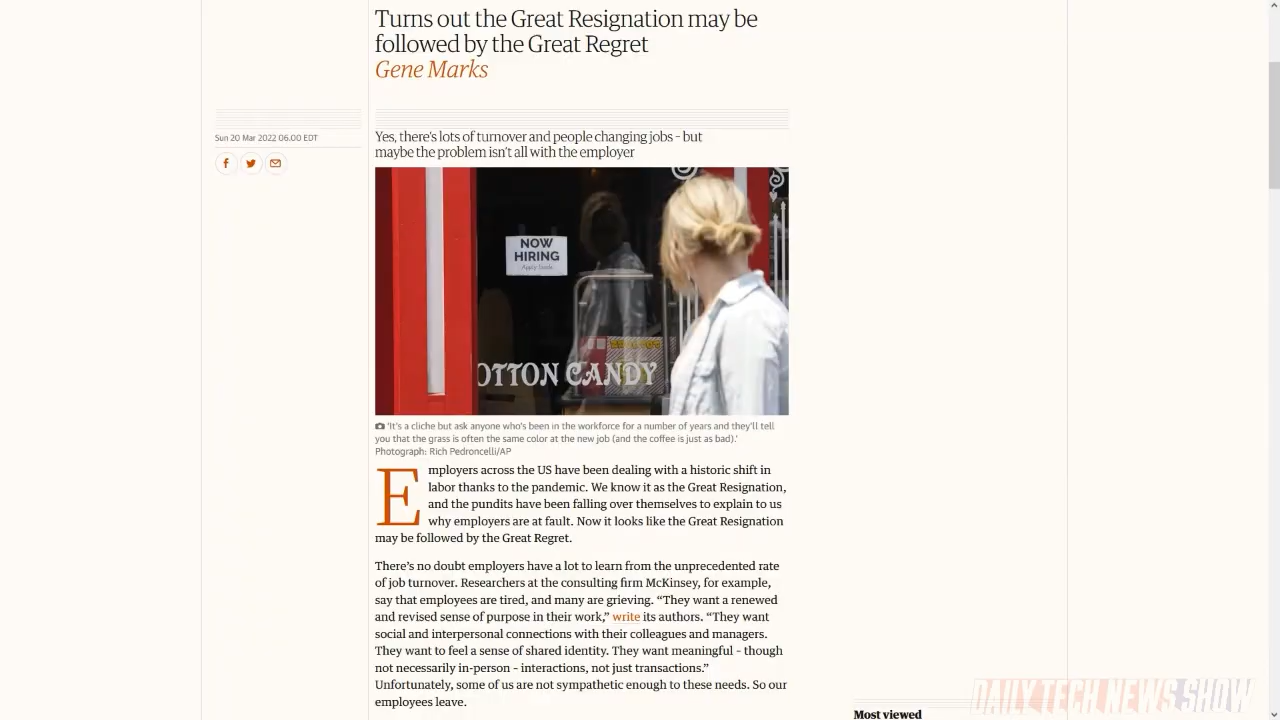 Turns out the Great Resignation may be
followed by the Great Regret
Gene Marks
Sun 20 Mar 2022 06.00 EDT
Yes, there's lots of turnover and people changing jobs – but
maybe the problem isn't all with the employer
NOW
HIRING
Apply Inside
OTTON CANDY
'It's a cliche but ask anyone who's been in the workforce for a number of years and they'll tell
you that the grass is often the same color at the new job (and the coffee is just as bad).'
Photograph: Rich Pedroncelli/AP
Employers across the US have been dealing with a historic shift in
labor thanks to the pandemic. We know it as the Great Resignation,
and the pundits have been falling over themselves to explain to us
why employers are at fault. Now it looks like the Great Resignation
may be followed by the Great Regret.
There's no doubt employers have a lot to learn from the unprecedented rate
of job turnover. Researchers at the consulting firm McKinsey, for example,
say that employees are tired, and many are grieving. “They want a renewed
and revised sense of purpose in their work,” write its authors. “They want
social and interpersonal connections with their colleagues and managers.
They want to feel a sense of shared identity. They want meaningful – though
not necessarily in-person – interactions, not just transactions.”
Unfortunately, some of us are not sympathetic enough to these needs. So our
employees leave.
Most viewed
DAILY TECH NEWS SHOW